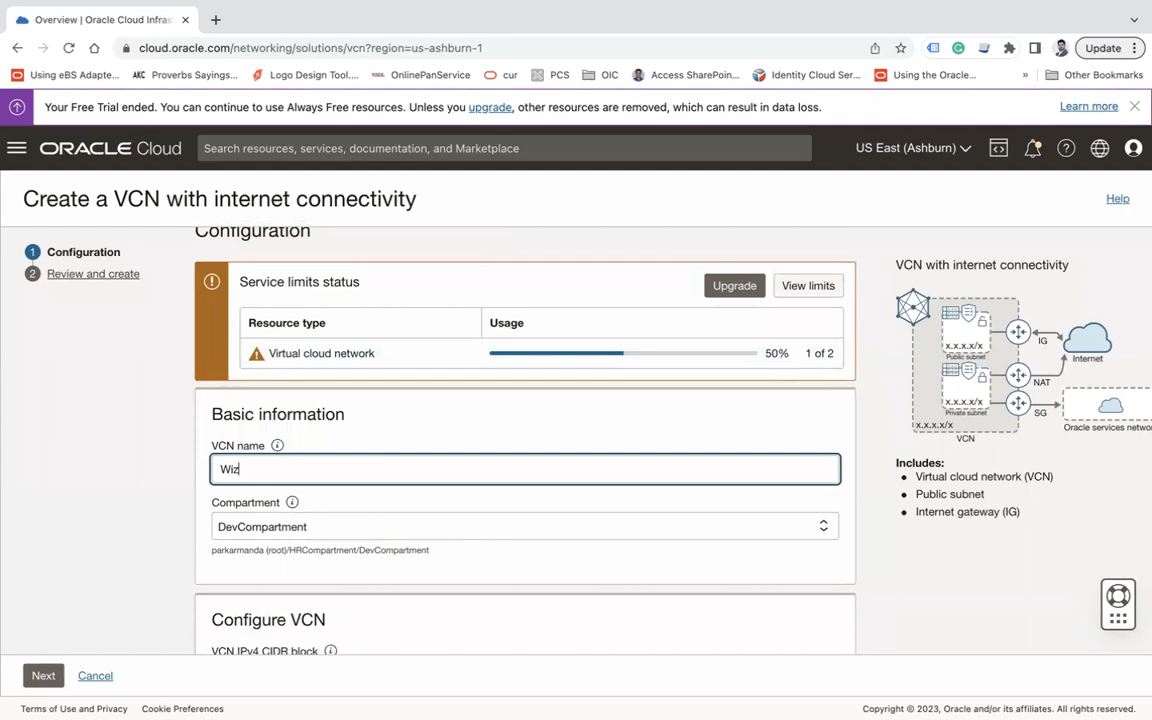 Overview | Oracle Cloud Infras
cloud.oracle.com/networking/solutions/vcn?region=us-ashburn-1
Update
Using eBS Adapte...
AKC Proverbs Sayings...
Logo Design Tool....
OnlinePanService
cur
PCS
OIC
Access SharePoin...
Identity Cloud Ser...
Using the Oracle...
»
Other Bookmarks
Your Free Trial ended. You can continue to use Always Free resources. Unless you upgrade, other resources are removed, which can result in data loss.
Learn more
ORACLE Cloud
Search resources, services, documentation, and Marketplace
US East (Ashburn)
Create a VCN with internet connectivity
Help
1 Configuration
2 Review and create
Configuration
Service limits status
Upgrade
View limits
Resource type
Usage
Virtual cloud network
50%
1 of 2
Basic information
VCN name
Wiz
Compartment
DevCompartment
parkarmanda (root)/HRCompartment/DevCompartment
Configure VCN
VCN IPv4 CIDR block
VCN with internet connectivity
x.x.x.x/x
Public subnet
IG
Internet
NAT
x.x.x.x/x
Private subnet
SG
x.x.x.x/x
Oracle services networ
VCN
Includes:
• Virtual cloud network (VCN)
• Public subnet
• Internet gateway (IG)
Next
Cancel
Terms of Use and Privacy
Cookie Preferences
Copyright © 2023, Oracle and/or its affiliates. All rights reserved.